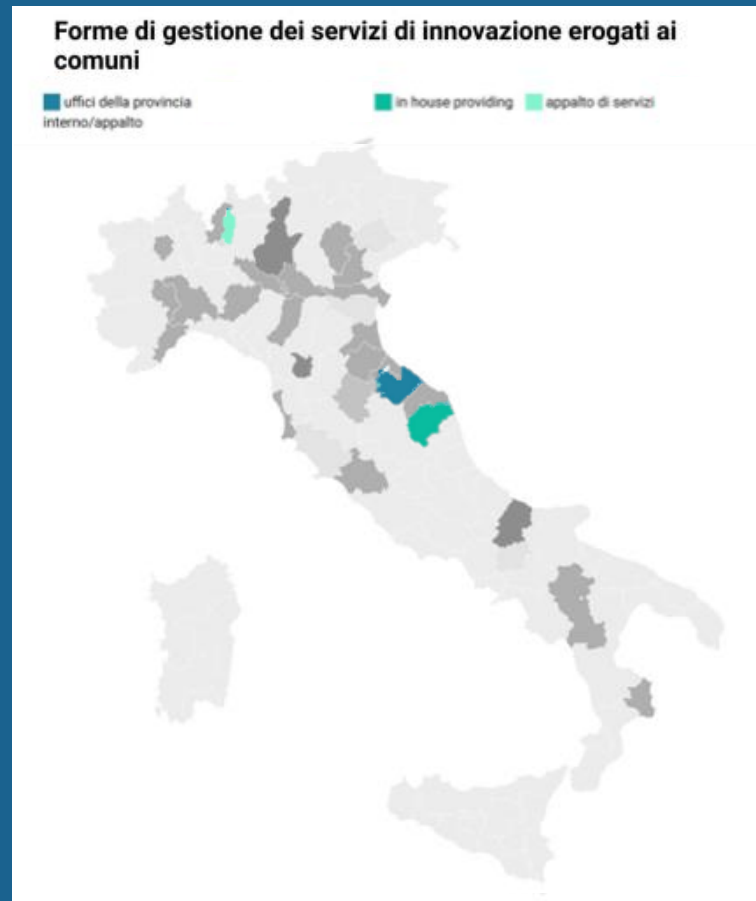 Forme di gestione dei servizi di innovazione erogati ai
comuni
uffici della provincia in house providing appalto di servizi
interno/appalto